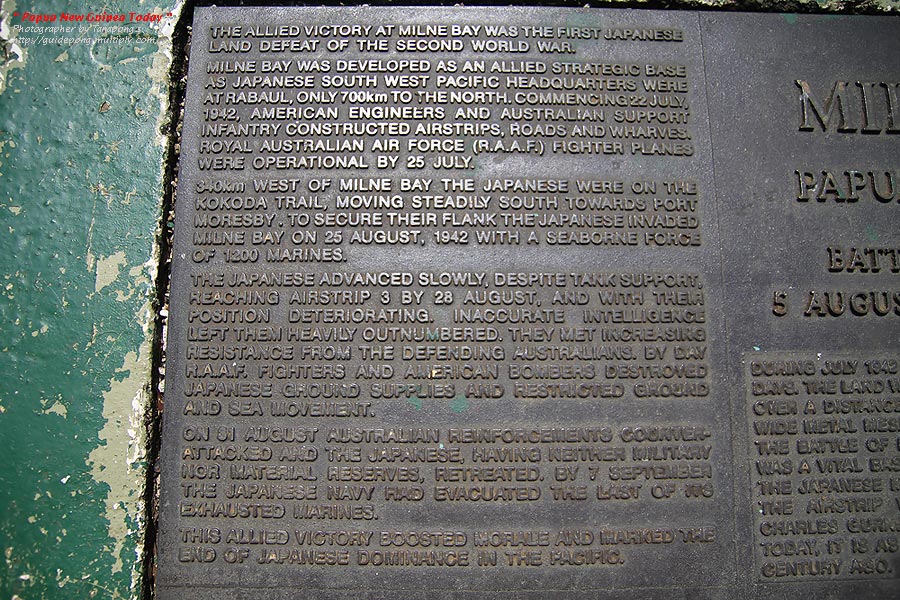 " Papua New Guinea Today "
Photographer by Tanapong.s
http://guidepong.multiply.com
THE ALLIED VICTORY AT MILNE BAY WAS THE FIRST JAPANESE
LAND DEFEAT OF THE SECOND WORLD WAR.
MILNE BAY WAS DEVELOPED AS AN ALLIED STRATEGIC BASE
AS JAPANESE SOUTH WEST PACIFIC HEADQUARTERS WERE
AT RABAUL, ONLY 700km TO THE NORTH. COMMENCING 22 JULY,
1942, AMERICAN ENGINEERS AND AUSTRALIAN SUPPORT
INFANTRY CONSTRUCTED AIRSTRIPS, ROADS AND WHARVES.
ROYAL AUSTRALIAN AIR FORCE (R.A.A.F.) FIGHTER PLANES
WERE OPERATIONAL BY 25 JULY.
340km WEST OF MILNE BAY THE JAPANESE WERE ON THE
KOKODA TRAIL, MOVING STEADILY SOUTH TOWARDS PORT
MORESBY. TO SECURE THEIR FLANK THE JAPANESE INVADED
MILNE BAY ON 25 AUGUST, 1942 WITH A SEABORNE FORCE
OF 1200 MARINES.
THE JAPANESE ADVANCED SLOWLY, DESPITE TANK SUPPORT,
REACHING AIRSTRIP 3 BY 28 AUGUST, AND WITH THEIR
POSITION DETERIORATING. INACCURATE INTELLIGENCE
LEFT THEM HEAVILY OUTNUMBERED. THEY MET INCREASING
RESISTANCE FROM THE DEFENDING AUSTRALIANS. BY DAY
R.A.A.F. FIGHTERS AND AMERICAN BOMBERS DESTROYED
JAPANESE GROUND SUPPLIES AND RESTRICTED GROUND
AND SEA MOVEMENT.
ON 31 AUGUST AUSTRALIAN REINFORCEMENTS COUNTER-
ATTACKED AND THE JAPANESE, HAVING NEITHER MILITARY
NOR MATERIAL RESERVES, RETREATED. BY 7 SEPTEMBER
THE JAPANESE NAVY HAD EVACUATED THE LAST OF ITS
EXHAUSTED MARINES.
THIS ALLIED VICTORY BOOSTED MORALE AND MARKED THE
END OF JAPANESE DOMINANCE IN THE PACIFIC.
MIL
PAPU
BATT
5 AUGUS
DURING JULY 1942
DAYS. THE LAND W
OVER A DISTANC
WIDE METAL MES
THE BATTLE OF
WAS A VITAL BAS
THE JAPANESE
THE AIRSTRIP
CHARLES GURNE
TODAY, IT IS AS
CENTURY AGO.